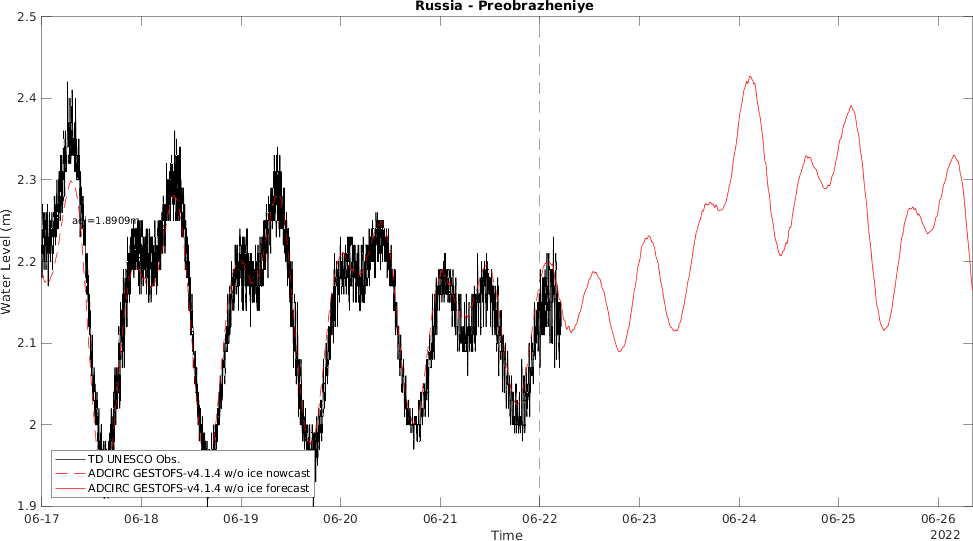 Russia - Preobrazheniye
2.5
2.4
2.3
2.2
2.1
2
1.9
Water Level (m)
adj=1.8909m
TD UNESCO Obs.
ADCIRC GESTOFS-v4.1.4 w/o ice nowcast
ADCIRC GESTOFS-v4.1.4 w/o ice forecast
06-17 06-18 06-19 06-20 06-21 06-22 06-23 06-24 06-25 06-26
Time
2022